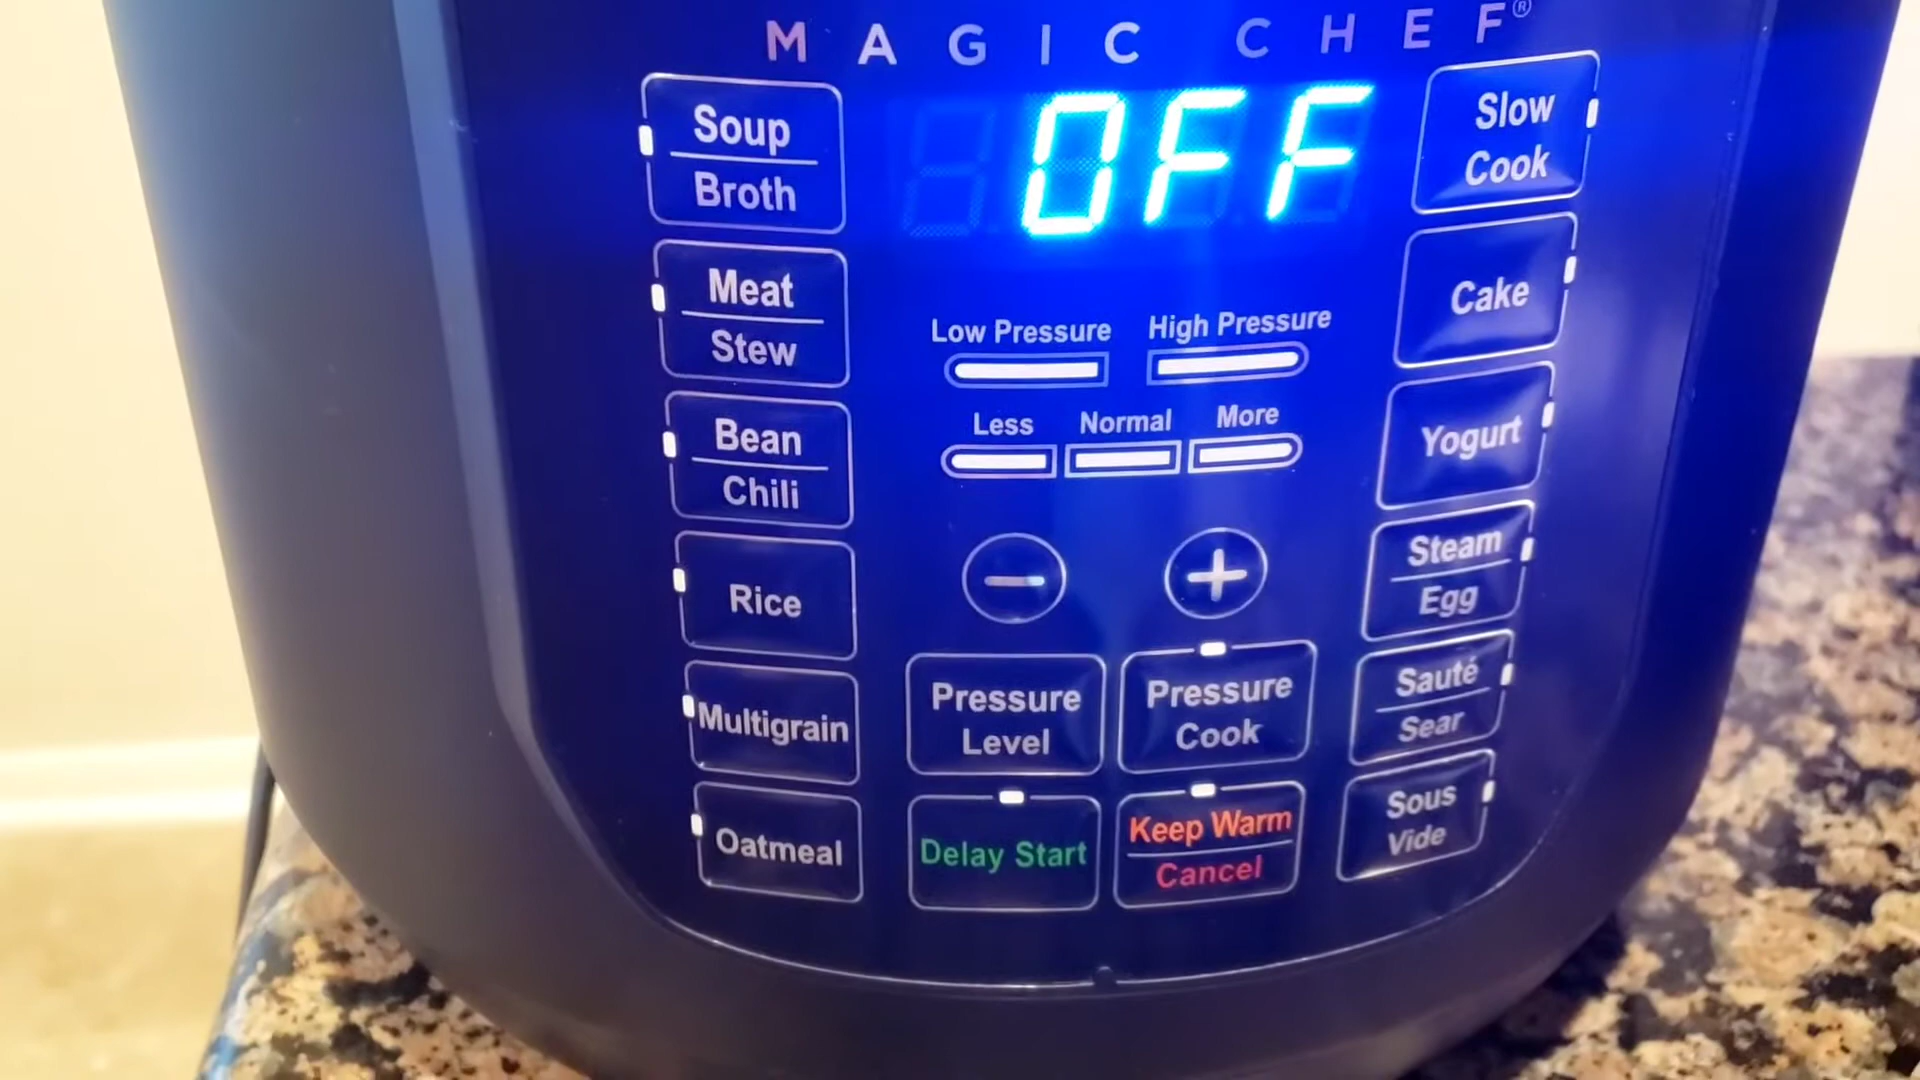 MAGIC CHEF®
OFF
Soup
Broth
Meat
Stew
Bean
Chili
Rice
Multigrain
Oatmeal
Low Pressure High Pressure
Less Normal More
− +
Pressure
Level
Pressure
Cook
Delay Start
Keep Warm
Cancel
Slow
Cook
Cake
Yogurt
Steam
Egg
Sauté
Sear
Sous
Vide